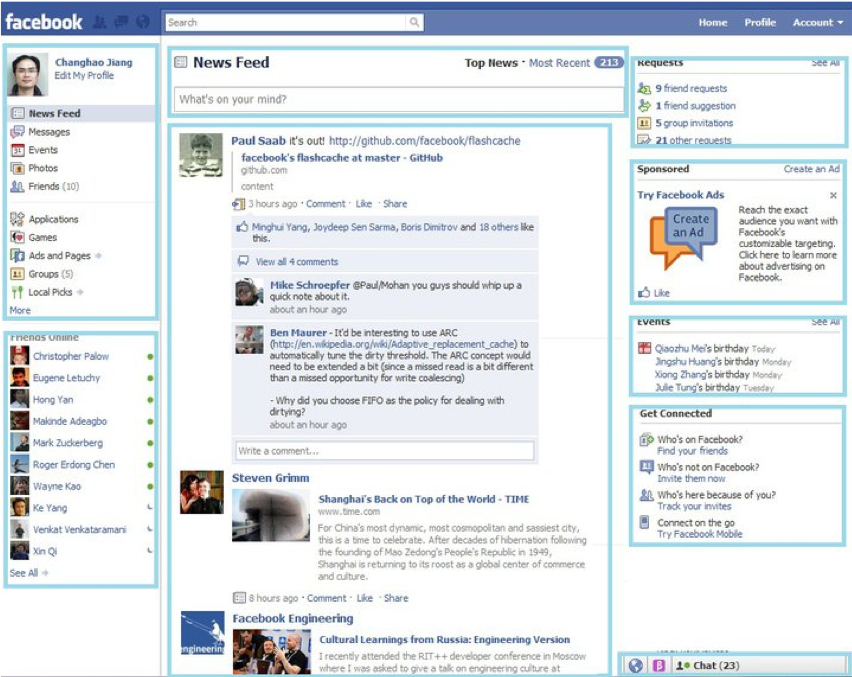 facebook
Search
Home Profile Account
Changhao Jiang
Edit My Profile
News Feed
Messages
Events
Photos
Friends (10)
Applications
Games
Ads and Pages
Groups (5)
Local Picks
More
Friends Online
Christopher Palow
Eugene Letuchy
Hong Yan
Makinde Adeagbo
Mark Zuckerberg
Roger Erdong Chen
Wayne Kao
Ke Yang
Venkat Venkataramani
Xin Qi
See All
News Feed
Top News · Most Recent 213
What's on your mind?
Paul Saab it's out! http://github.com/facebook/flashcache
facebook's flashcache at master - GitHub
github.com
content
3 hours ago · Comment · Like · Share
Minghui Yang, Joydeep Sen Sarma, Boris Dimitrov and 18 others like
this.
View all 4 comments
Mike Schroepfer @Paul/Mohan you guys should whip up a
quick note about it.
about an hour ago
Ben Maurer - It'd be interesting to use ARC
(http://en.wikipedia.org/wiki/Adaptive_replacement_cache) to
automatically tune the dirty threshold. The ARC concept would
need to be extended a bit (since a missed read is a bit different
than a missed opportunity for write coalescing)
- Why did you choose FIFO as the policy for dealing with
dirtying?
about an hour ago
Write a comment...
Steven Grimm
Shanghai's Back on Top of the World - TIME
www.time.com
For China's most dynamic, most cosmopolitan and sassiest city,
this is a time to celebrate. After decades of hibernation following
the founding of Mao Zedong's People's Republic in 1949,
Shanghai is returning to its roost as a global center of commerce
and culture.
8 hours ago · Comment · Like · Share
Facebook Engineering
engineering
Cultural Learnings from Russia: Engineering Version
I recently attended the RIT++ developer conference in Moscow
where I was asked to give a talk on engineering culture at
Requests See All
9 friend requests
1 friend suggestion
5 group invitations
21 other requests
Sponsored Create an Ad
Try Facebook Ads
Create
an Ad
Reach the exact
audience you want with
Facebook's
customizable targeting.
Click here to learn more
about advertising on
Facebook.
Like
Events See All
Qiaozhu Mei's birthday Today
Jingshu Huang's birthday Monday
Xiong Zhang's birthday Monday
Julie Tung's birthday Tuesday
Get Connected
Who's on Facebook?
Find your friends
Who's not on Facebook?
Invite them now
Who's here because of you?
Track your invites
Connect on the go
Try Facebook Mobile
Chat (23)